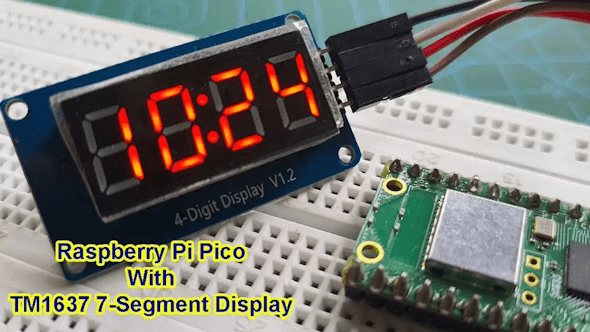 10:24
4-Digit Display V1.2
Raspberry Pi Pico
With
TM1637 7-Segment Display